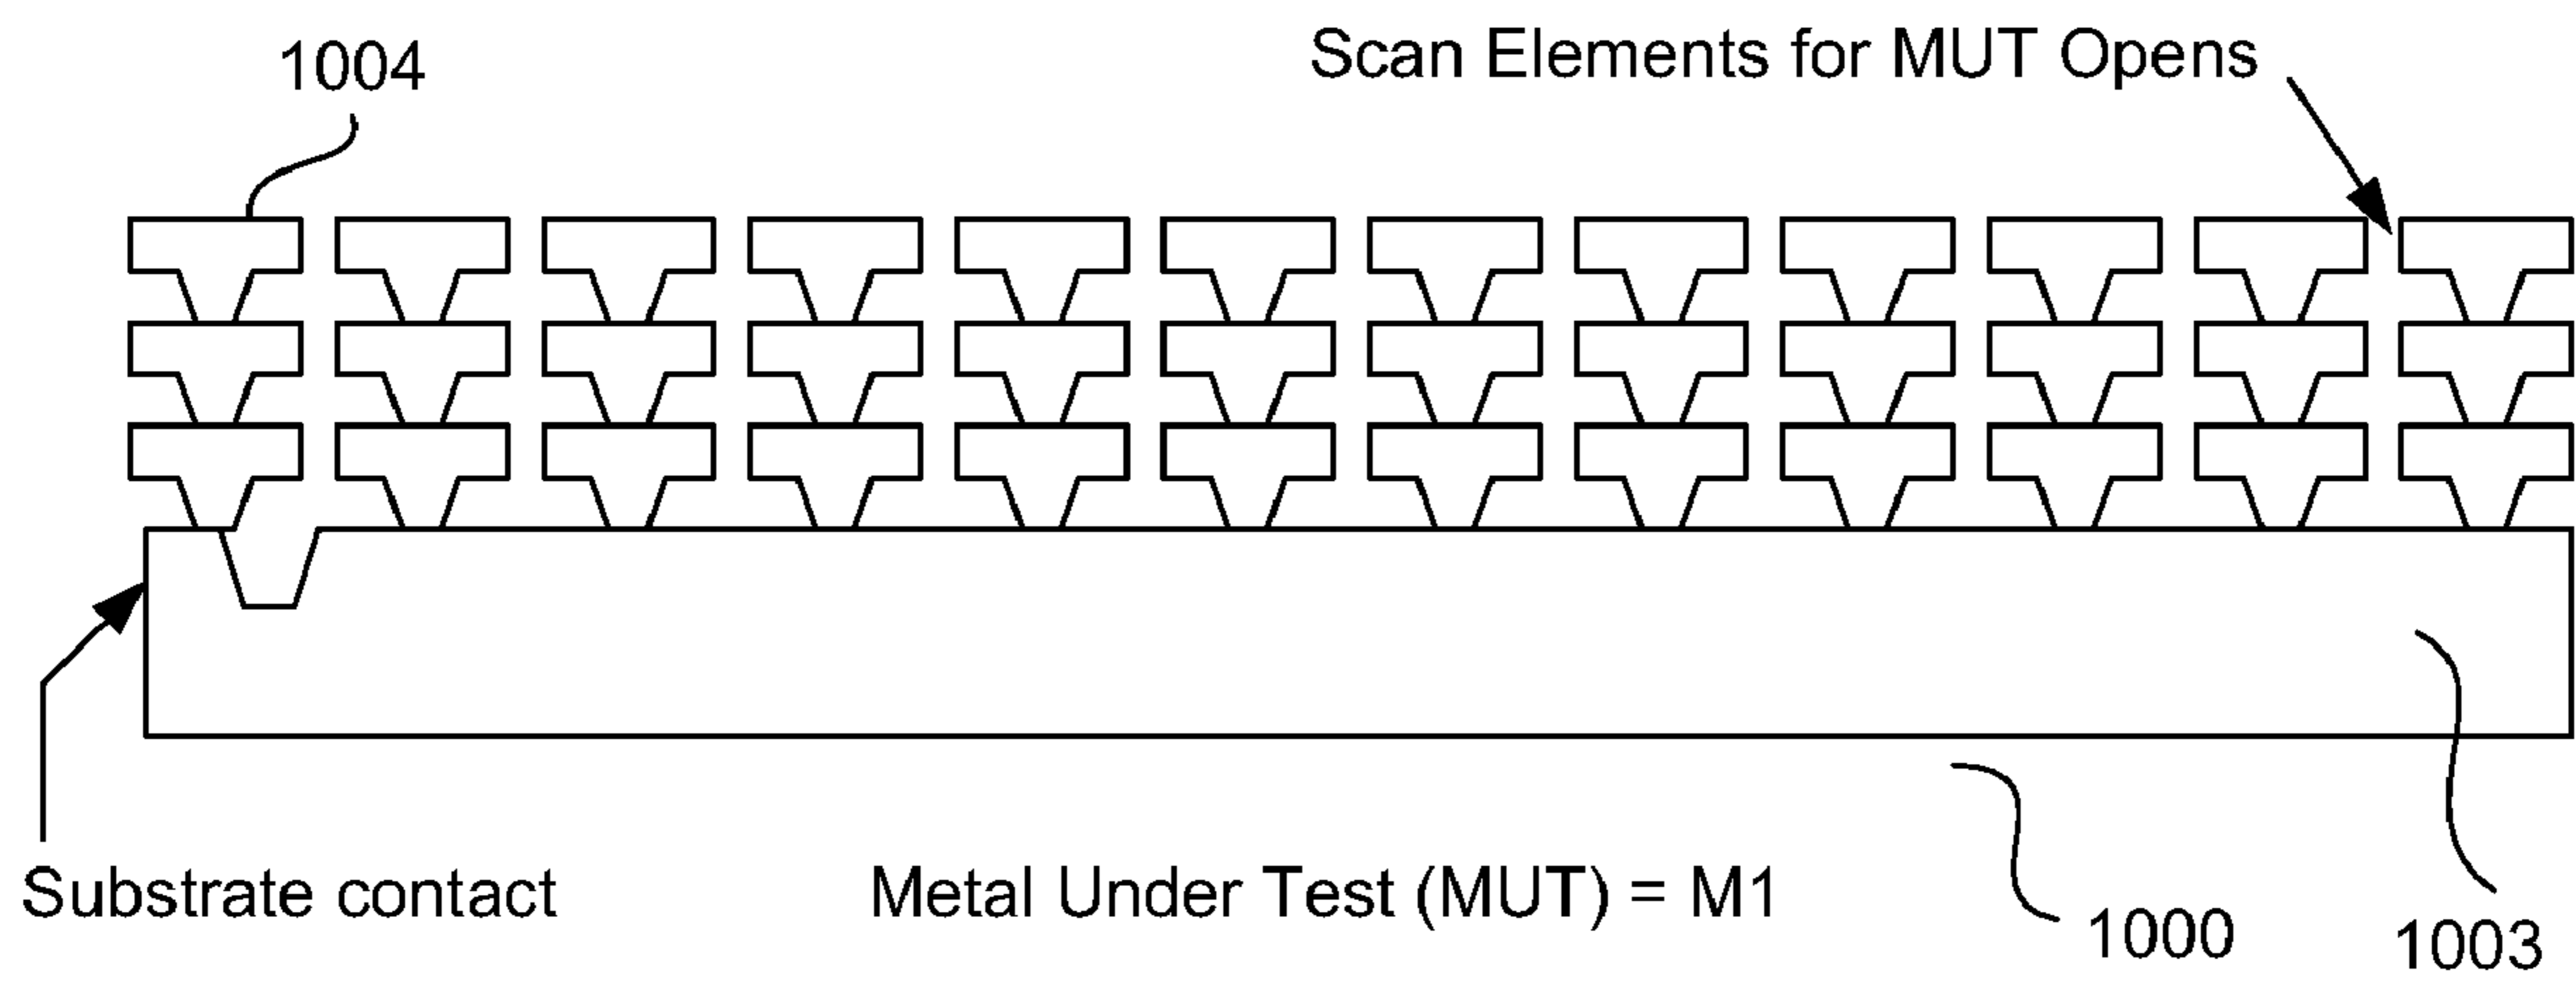 1004
Scan Elements for MUT Opens
Substrate contact
Metal Under Test (MUT) = M1
1000
1003